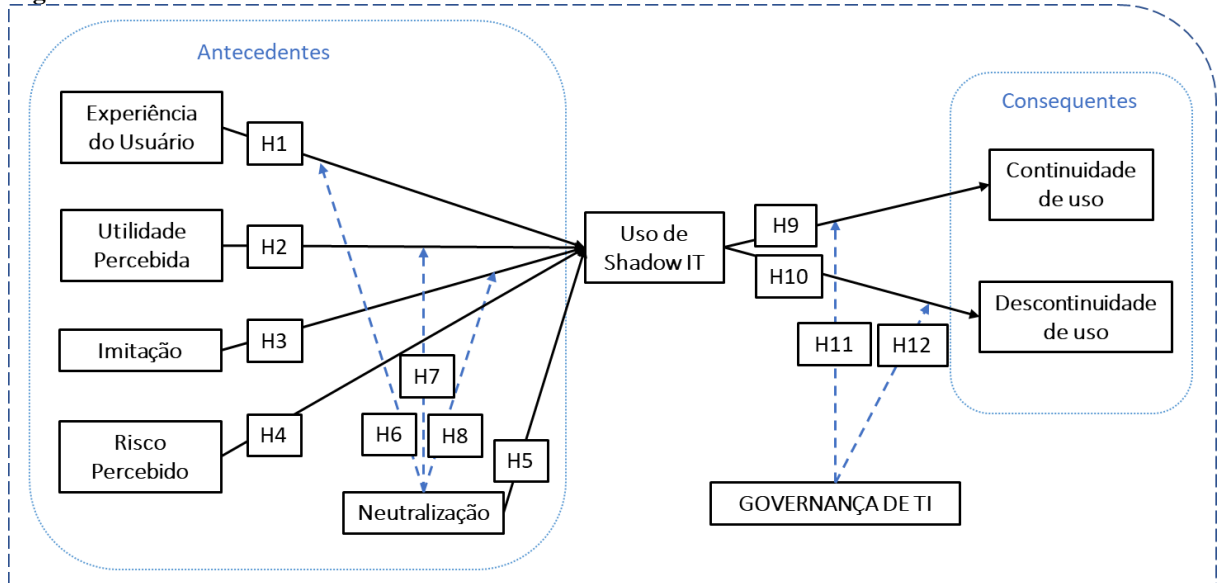 Antecedentes
Experiência
do Usuário
H1
Utilidade
Percebida
H2
Imitação
H3
Risco
Percebido
H4
H6
H7
H8
H5
Neutralização
Uso de
Shadow IT
H9
H10
H11
H12
GOVERNANÇA DE TI
Consequentes
Continuidade
de uso
Descontinuidade
de uso